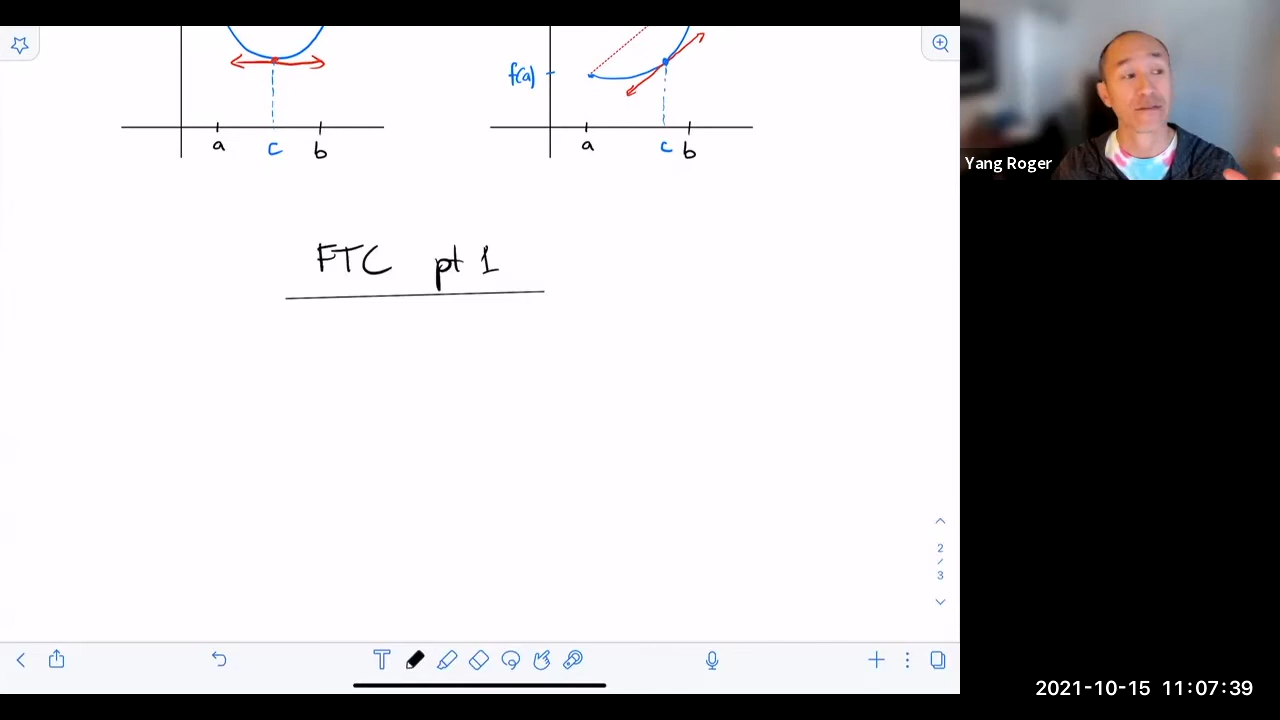 f(a)
a c b
a c b
Yang Roger
FTC pt 1
2
/
3
T
2021-10-15 11:07:39